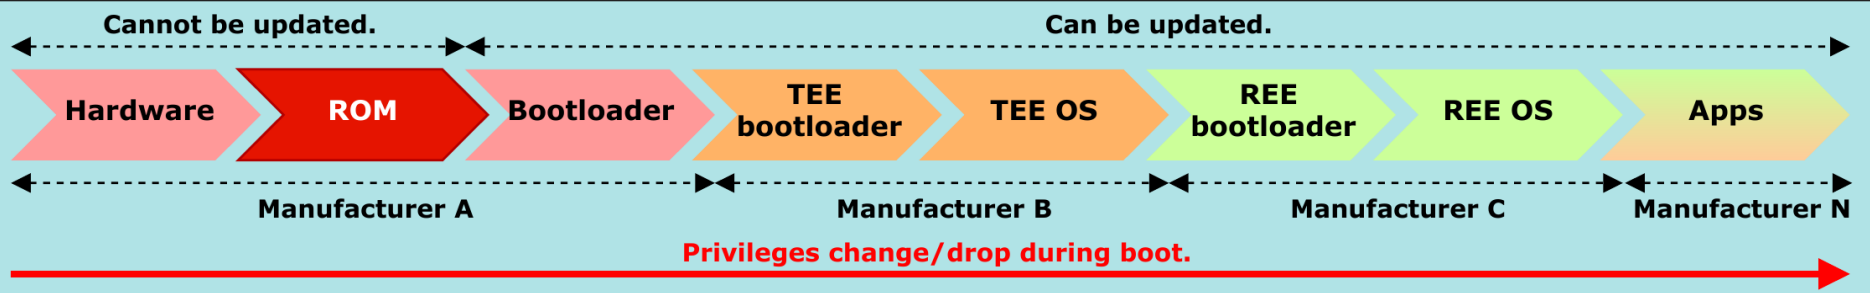 Cannot be updated.
Can be updated.
Hardware
ROM
Bootloader
TEE
bootloader
TEE OS
REE
bootloader
REE OS
Apps
Manufacturer A
Manufacturer B
Manufacturer C
Manufacturer N
Privileges change/drop during boot.